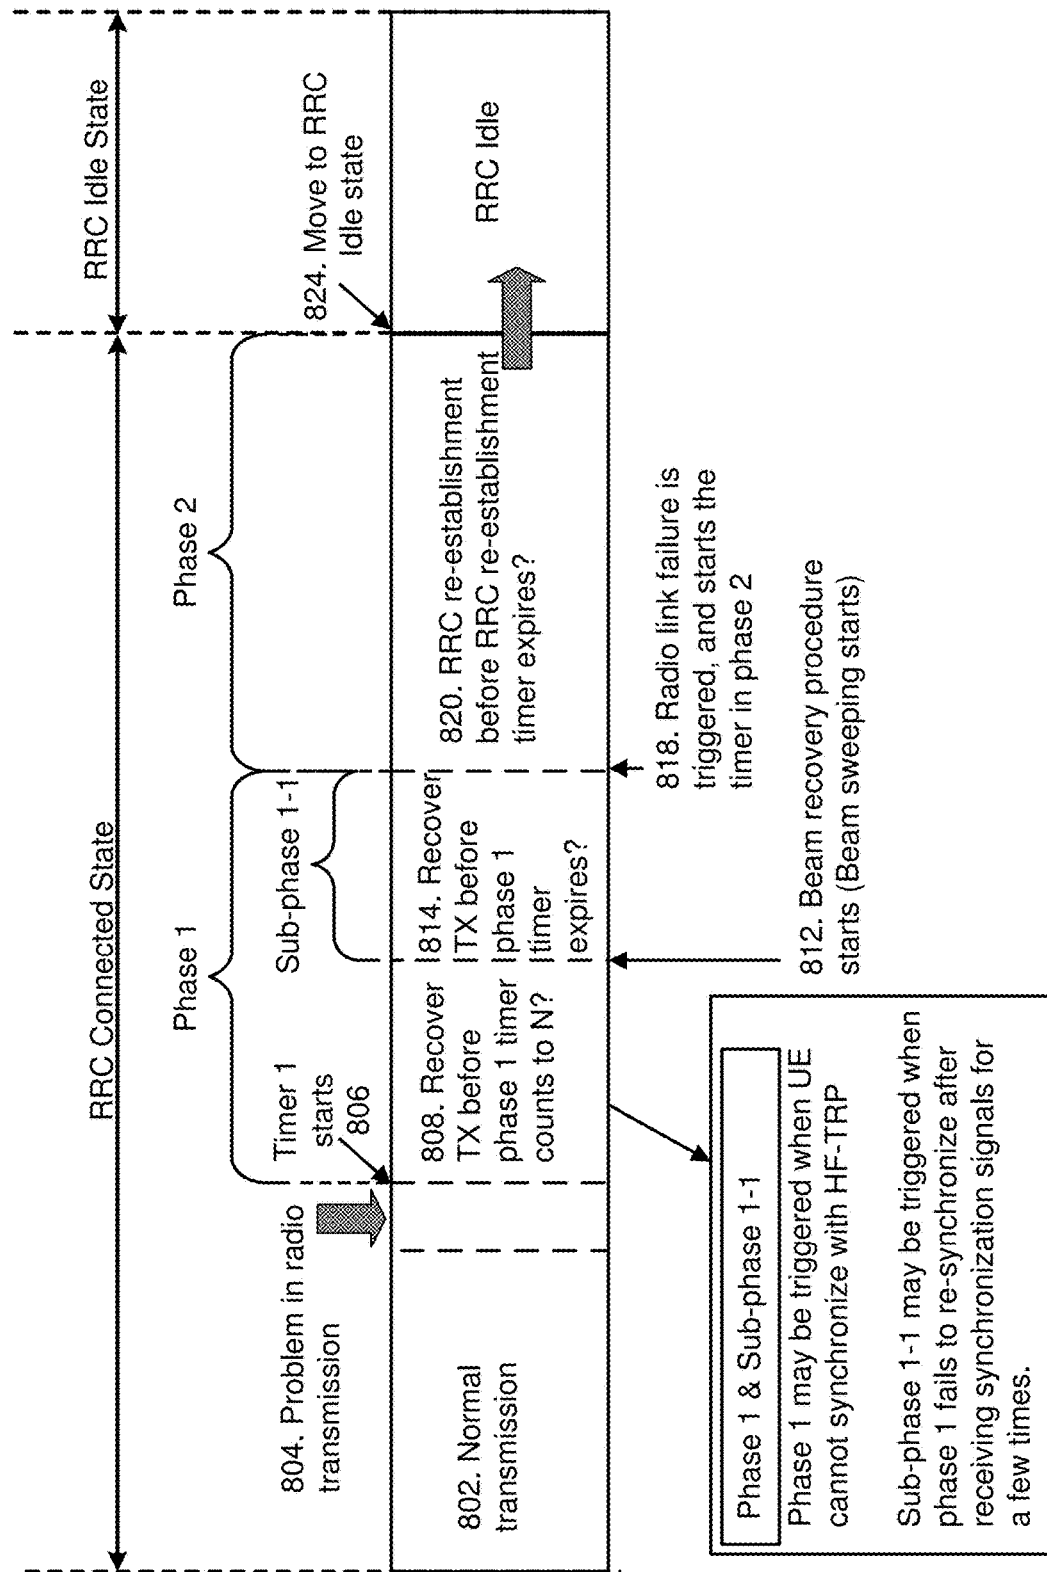 RRC Connected State
RRC Idle State
Phase 1
Phase 2
Sub-phase 1-1
804. Problem in radio
transmission
Timer 1
starts
806
824. Move to RRC
Idle state
802. Normal
transmission
808. Recover
TX before
phase 1 timer
counts to N?
814. Recover
TX before
phase 1
timer
expires?
820. RRC re-establishment
before RRC re-establishment
timer expires?
RRC Idle
818. Radio link failure is
triggered, and starts the
timer in phase 2
812. Beam recovery procedure
starts (Beam sweeping starts)
Phase 1 & Sub-phase 1-1
Phase 1 may be triggered when UE
cannot synchronize with HF-TRP
Sub-phase 1-1 may be triggered when
phase 1 fails to re-synchronize after
receiving synchronization signals for
a few times.